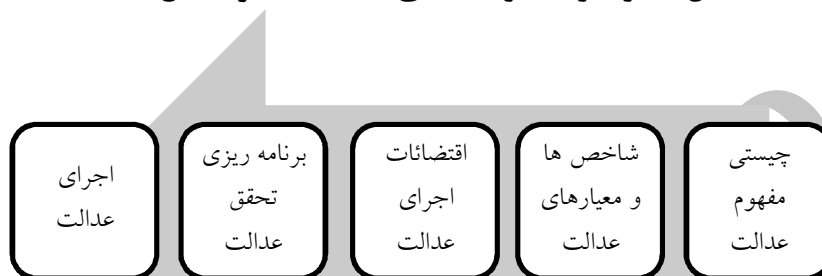 چیستی
مفهوم
عدالت
شاخص ها
و معیارهای
عدالت
اقتضائات
اجرای
عدالت
برنامه ریزی
تحقق
عدالت
اجرای
عدالت